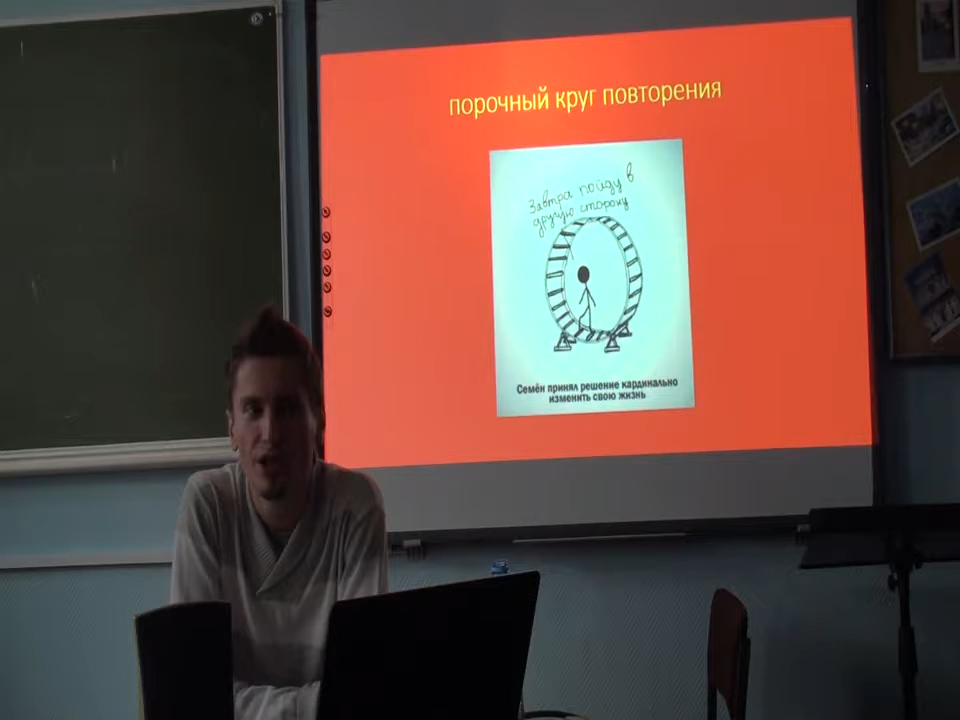 порочный круг повторения
Завтра пойду в
другую сторону
Семён принял решение кардинально
изменить свою жизнь